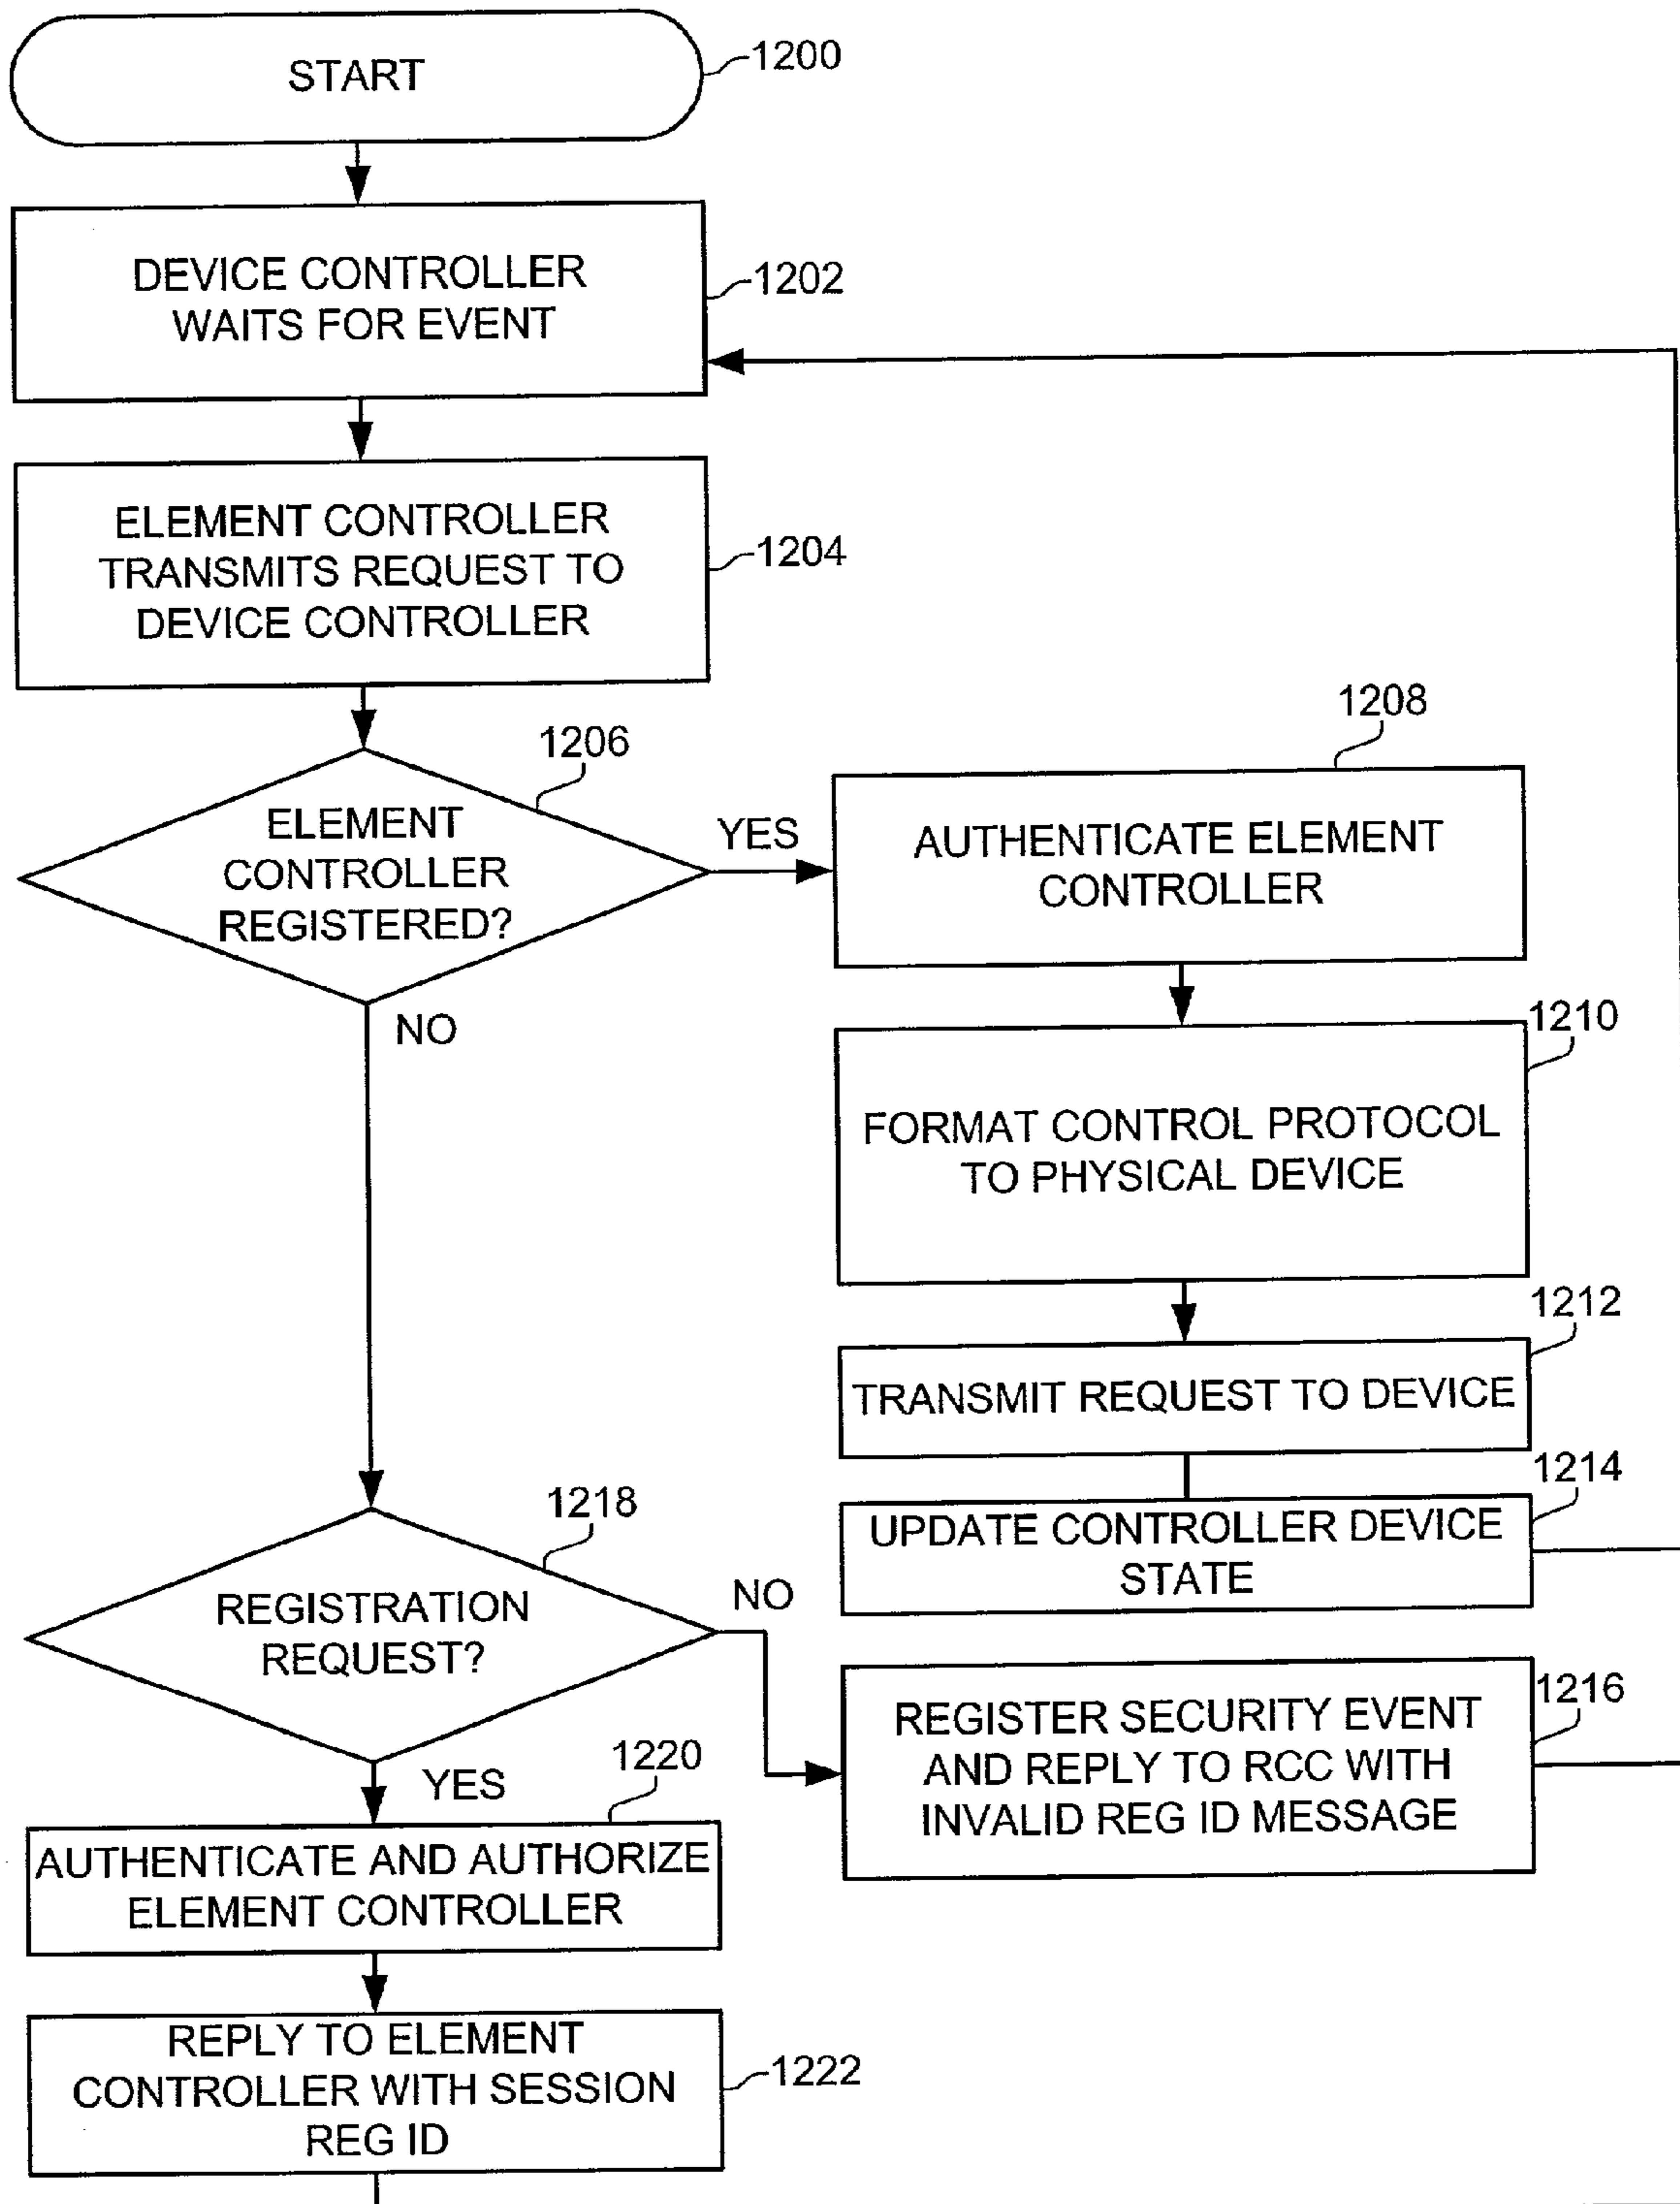 START
1200
DEVICE CONTROLLER
WAITS FOR EVENT
1202
ELEMENT CONTROLLER
TRANSMITS REQUEST TO
DEVICE CONTROLLER
1204
1206
ELEMENT
CONTROLLER
REGISTERED?
YES
NO
1208
AUTHENTICATE ELEMENT
CONTROLLER
1210
FORMAT CONTROL PROTOCOL
TO PHYSICAL DEVICE
1212
TRANSMIT REQUEST TO DEVICE
1214
UPDATE CONTROLLER DEVICE
STATE
1218
REGISTRATION
REQUEST?
NO
YES
1216
REGISTER SECURITY EVENT
AND REPLY TO RCC WITH
INVALID REG ID MESSAGE
1220
AUTHENTICATE AND AUTHORIZE
ELEMENT CONTROLLER
REPLY TO ELEMENT
CONTROLLER WITH SESSION
REG ID
1222